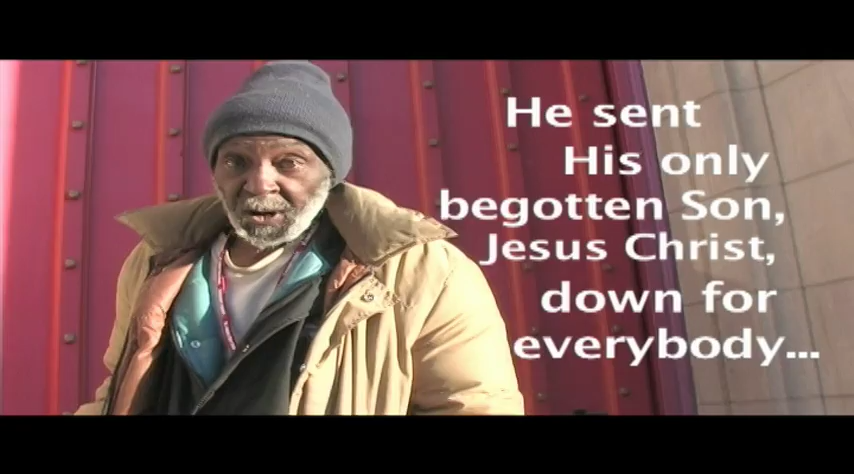 He sent
His only
begotten Son,
Jesus Christ,
down for
everybody...